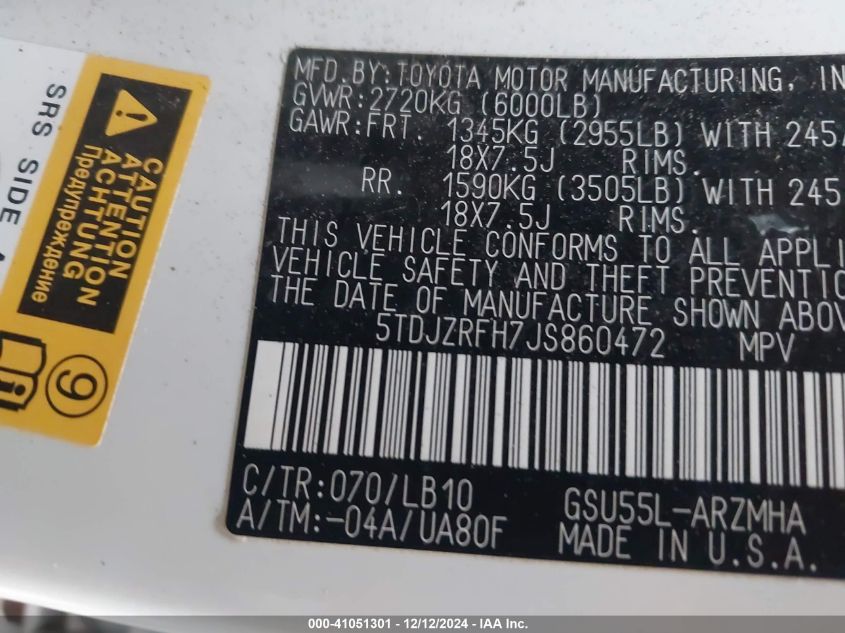 SRS SIDE
CAUTION
ATTENTION
ACHTUNG
Предупреждение
9
MFD.BY:TOYOTA MOTOR MANUFACTURING, IN
GVWR:2720KG (6000LB)
GAWR:FRT. 1345KG (2955LB) WITH 245/
18X7.5J RIMS.
RR. 1590KG (3505LB) WITH 245
18X7.5J RIMS.
THIS VEHICLE CONFORMS TO ALL APPLI
VEHICLE SAFETY AND THEFT PREVENTION
THE DATE OF MANUFACTURE SHOWN ABOV
5TDJZRFH7JS860472 MPV
C/TR:070/LB10 GSU55L-ARZMHA
A/TM:-04A/UA80F MADE IN U.S.A.
000-41051301 - 12/12/2024 - IAA Inc.